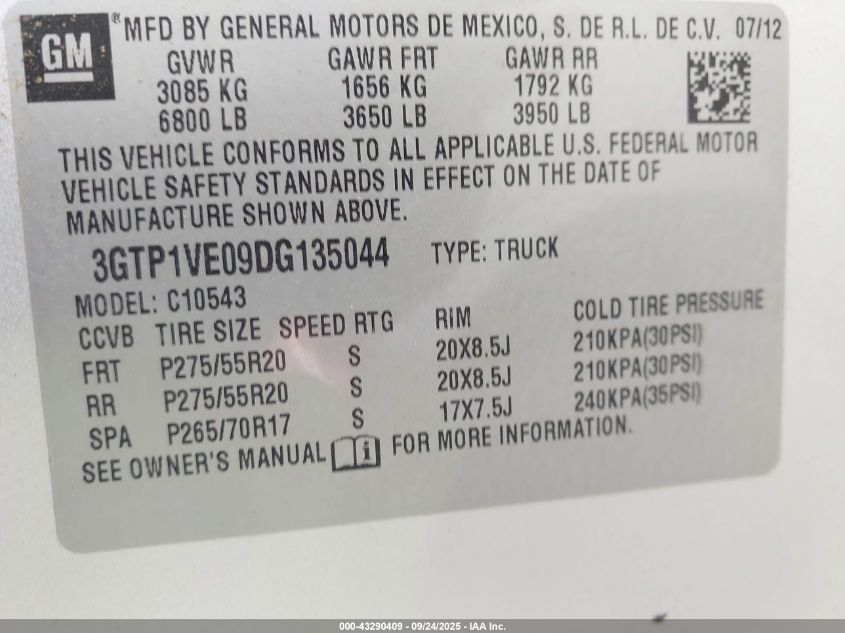 GM
® MFD BY GENERAL MOTORS DE MEXICO, S. DE R.L. DE C.V. 07/12
GVWR GAWR FRT GAWR RR
3085 KG 1656 KG 1792 KG
6800 LB 3650 LB 3950 LB
THIS VEHICLE CONFORMS TO ALL APPLICABLE U.S. FEDERAL MOTOR
VEHICLE SAFETY STANDARDS IN EFFECT ON THE DATE OF
MANUFACTURE SHOWN ABOVE.
3GTP1VE09DG135044 TYPE: TRUCK
MODEL: C10543
CCVB TIRE SIZE SPEED RTG RIM COLD TIRE PRESSURE
FRT P275/55R20 S 20X8.5J 210KPA(30PSI)
RR P275/55R20 S 20X8.5J 210KPA(30PSI)
SPA P265/70R17 S 17X7.5J 240KPA(35PSI)
SEE OWNER'S MANUAL i FOR MORE INFORMATION.
000-43290409 - 09/24/2025 - IAA Inc.